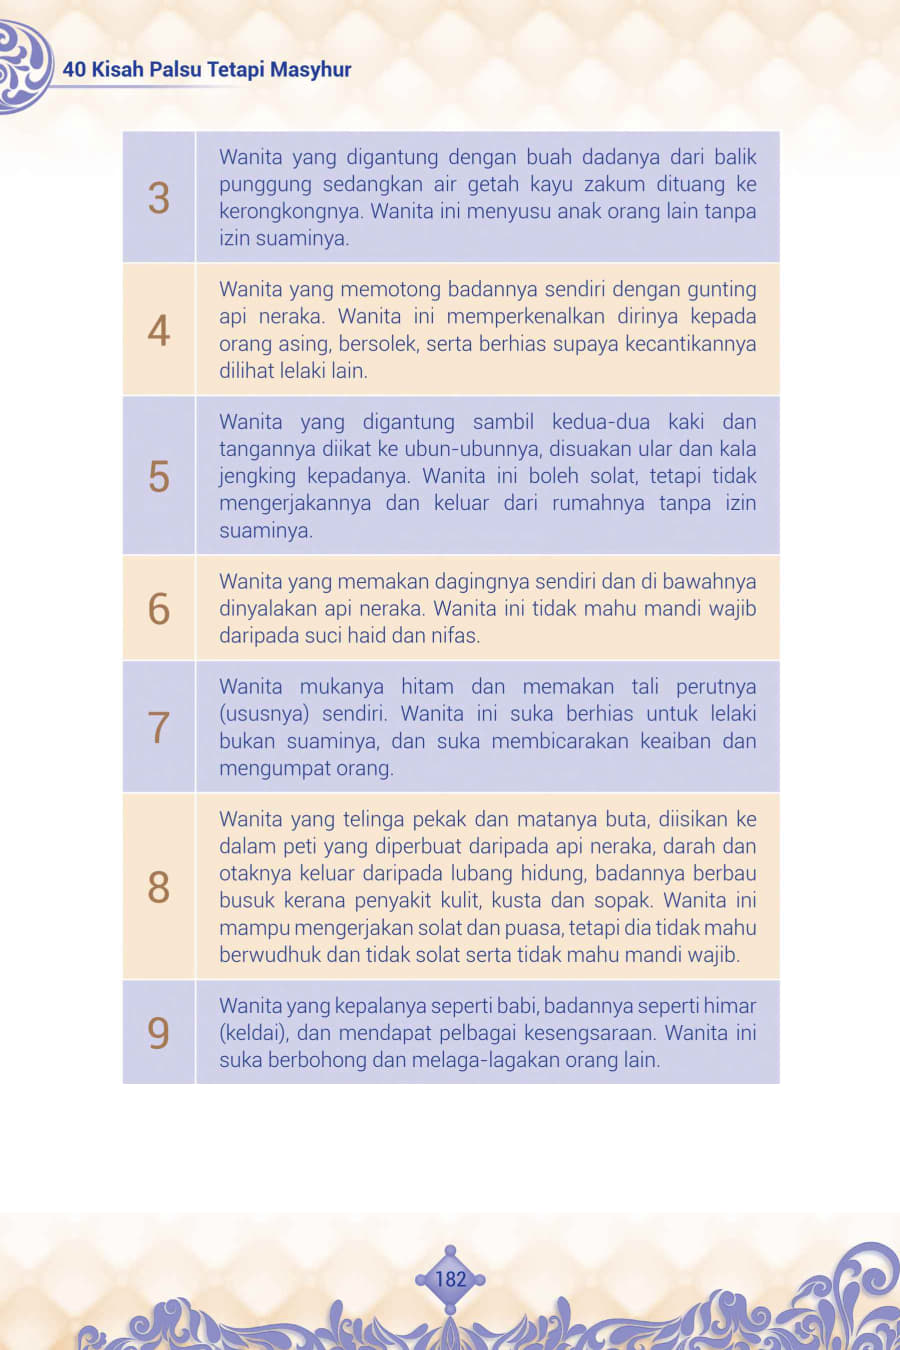 40 Kisah Palsu Tetapi Masyhur
3
Wanita yang digantung dengan buah dadanya dari balik
punggung sedangkan air getah kayu zakum dituang ke
kerongkongnya. Wanita ini menyusu anak orang lain tanpa
izin suaminya.
4
Wanita yang memotong badannya sendiri dengan gunting
api neraka. Wanita ini memperkenalkan dirinya kepada
orang asing, bersolek, serta berhias supaya kecantikannya
dilihat lelaki lain.
5
Wanita yang digantung sambil kedua-dua kaki dan
tangannya diikat ke ubun-ubunnya, disuakan ular dan kala
jengking kepadanya. Wanita ini boleh solat, tetapi tidak
mengerjakannya dan keluar dari rumahnya tanpa izin
suaminya.
6
Wanita yang memakan dagingnya sendiri dan di bawahnya
dinyalakan api neraka. Wanita ini tidak mahu mandi wajib
daripada suci haid dan nifas.
7
Wanita mukanya hitam dan memakan tali perutnya
(ususnya) sendiri. Wanita ini suka berhias untuk lelaki
bukan suaminya, dan suka membicarakan keaiban dan
mengumpat orang.
8
Wanita yang telinga pekak dan matanya buta, diisikan ke
dalam peti yang diperbuat daripada api neraka, darah dan
otaknya keluar daripada lubang hidung, badannya berbau
busuk kerana penyakit kulit, kusta dan sopak. Wanita ini
mampu mengerjakan solat dan puasa, tetapi dia tidak mahu
berwudhuk dan tidak solat serta tidak mahu mandi wajib.
9
Wanita yang kepalanya seperti babi, badannya seperti himar
(keldai), dan mendapat pelbagai kesengsaraan. Wanita ini
suka berbohong dan melaga-lagakan orang lain.
182